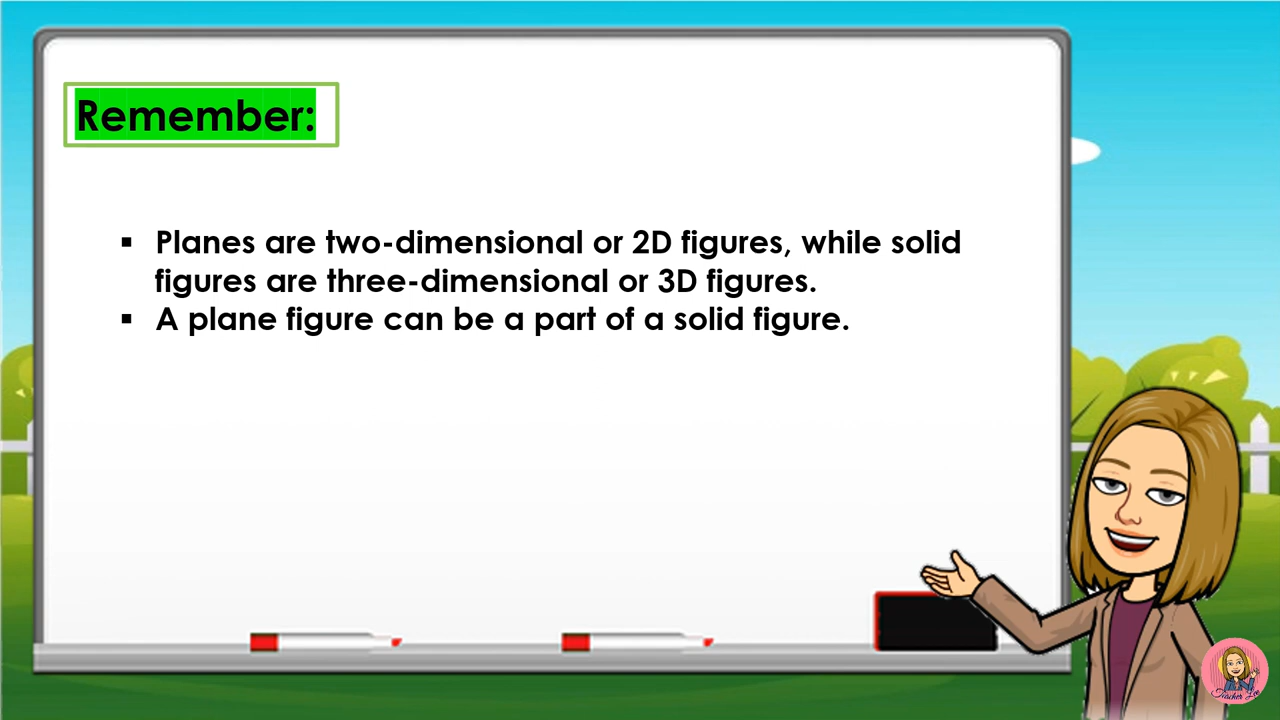 Remember:
▪ Planes are two-dimensional or 2D figures, while solid
figures are three-dimensional or 3D figures.
▪ A plane figure can be a part of a solid figure.
Teacher